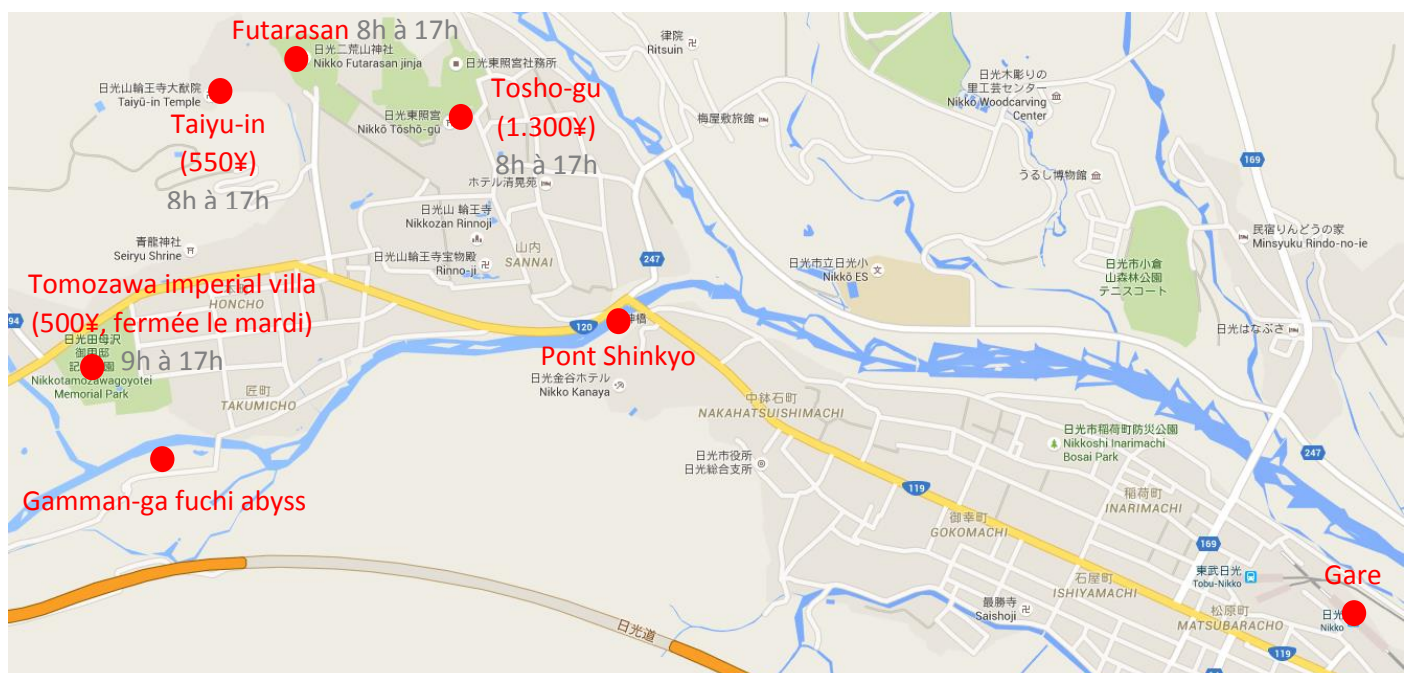 Futarasan 8h à 17h
日光二荒山神社
Nikko Futarasan jinja
日光東照宮社務所
律院
Ritsuin
日光山輪王寺大猷院
Taiyū-in Temple
Taiyu-in
(550¥)
8h à 17h
日光東照宮
Nikkō Tōshō-gū
Tosho-gu
(1.300¥)
8h à 17h
ホテル清晃苑
梅屋敷旅館
日光木彫りの
里工芸センター
Nikkō Woodcarving
Center
169
うるし博物館
日光山 輪王寺
Nikkozan Rinnoji
日光山輪王寺宝物殿
Rinno-ji
山内
SANNAI
青龍神社
Seiryu Shrine
247
日光市立日光小
Nikkō ES
日光市小倉
山森林公園
テニスコート
民宿りんどうの家
Minsyuku Rindo-no-ie
日光はなぶさ
Tomozawa imperial villa
(500¥, fermée le mardi)
9h à 17h
HONCHO
日光田母沢
御用邸
Nikkotamozawagoyotei
Memorial Park
匠町
TAKUMICHO
120
Pont Shinkyo
日光金谷ホテル
Nikko Kanaya
中鉢石町
NAKAHATSUISHIMACHI
日光市役所
日光総合支所
日光市稲荷町防災公園
Nikkoshi Inarimachi
Bosai Park
247
Gamman-ga fuchi abyss
119
稲荷町
INARIMACHI
御幸町
GOKOMACHI
169
石屋町
ISHIYAMACHI
東武日光
Tobu-Nikko
Gare
日光
Nikko
松原町
MATSUBARACHO
最勝寺
Saishoji
日光道
119